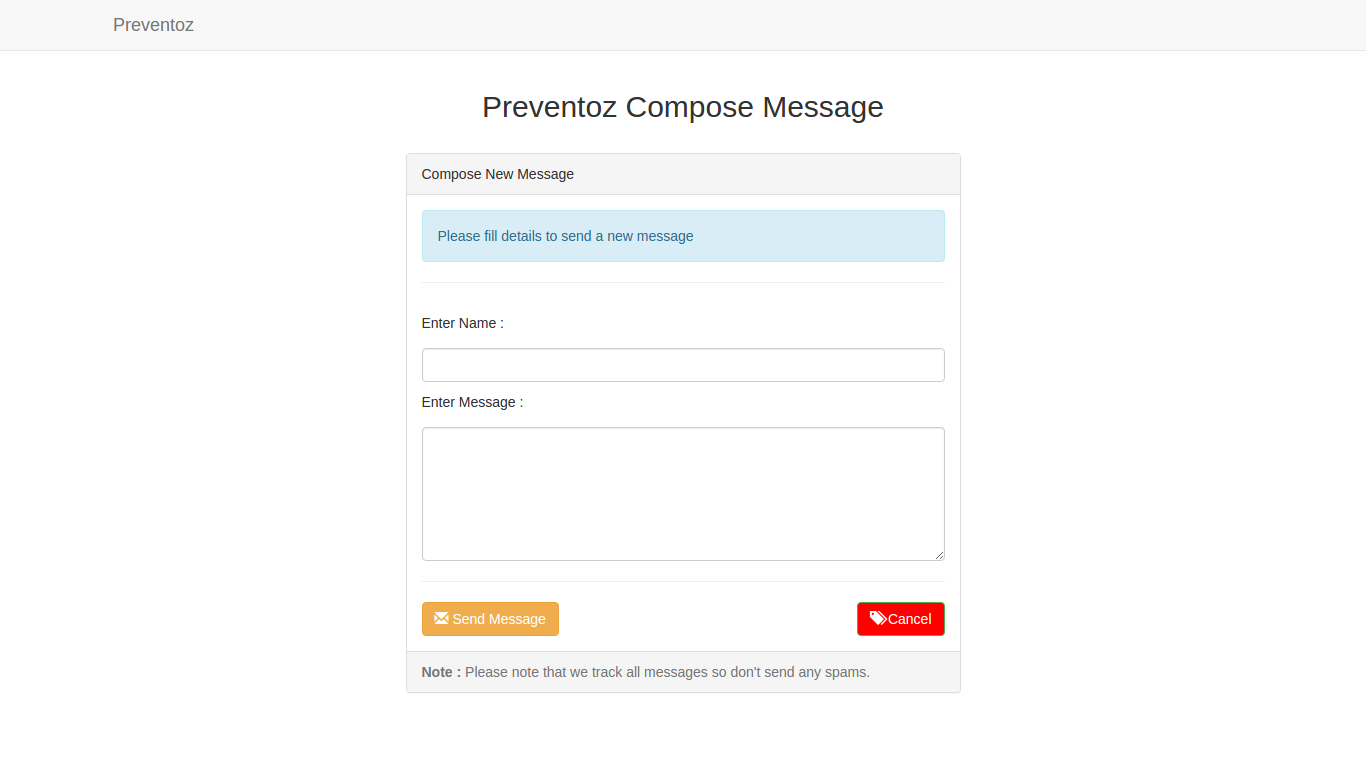 Preventoz
Preventoz Compose Message
Compose New Message
Please fill details to send a new message
Enter Name :
Enter Message :
Send Message
Cancel
Note : Please note that we track all messages so don't send any spams.